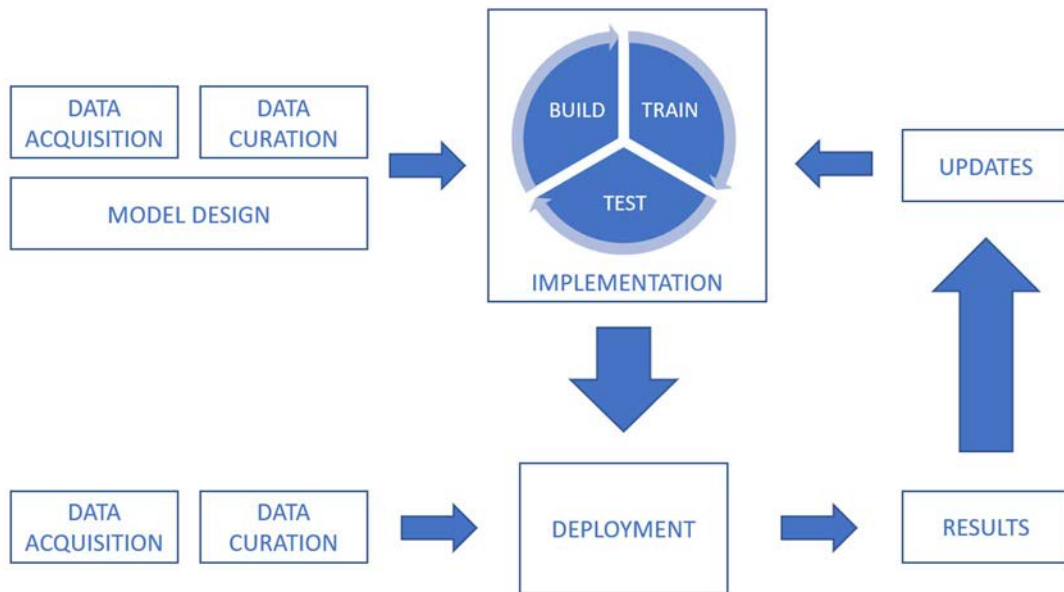 DATA
ACQUISITION
DATA
CURATION
MODEL DESIGN
BUILD
TRAIN
TEST
IMPLEMENTATION
UPDATES
DATA
ACQUISITION
DATA
CURATION
DEPLOYMENT
RESULTS